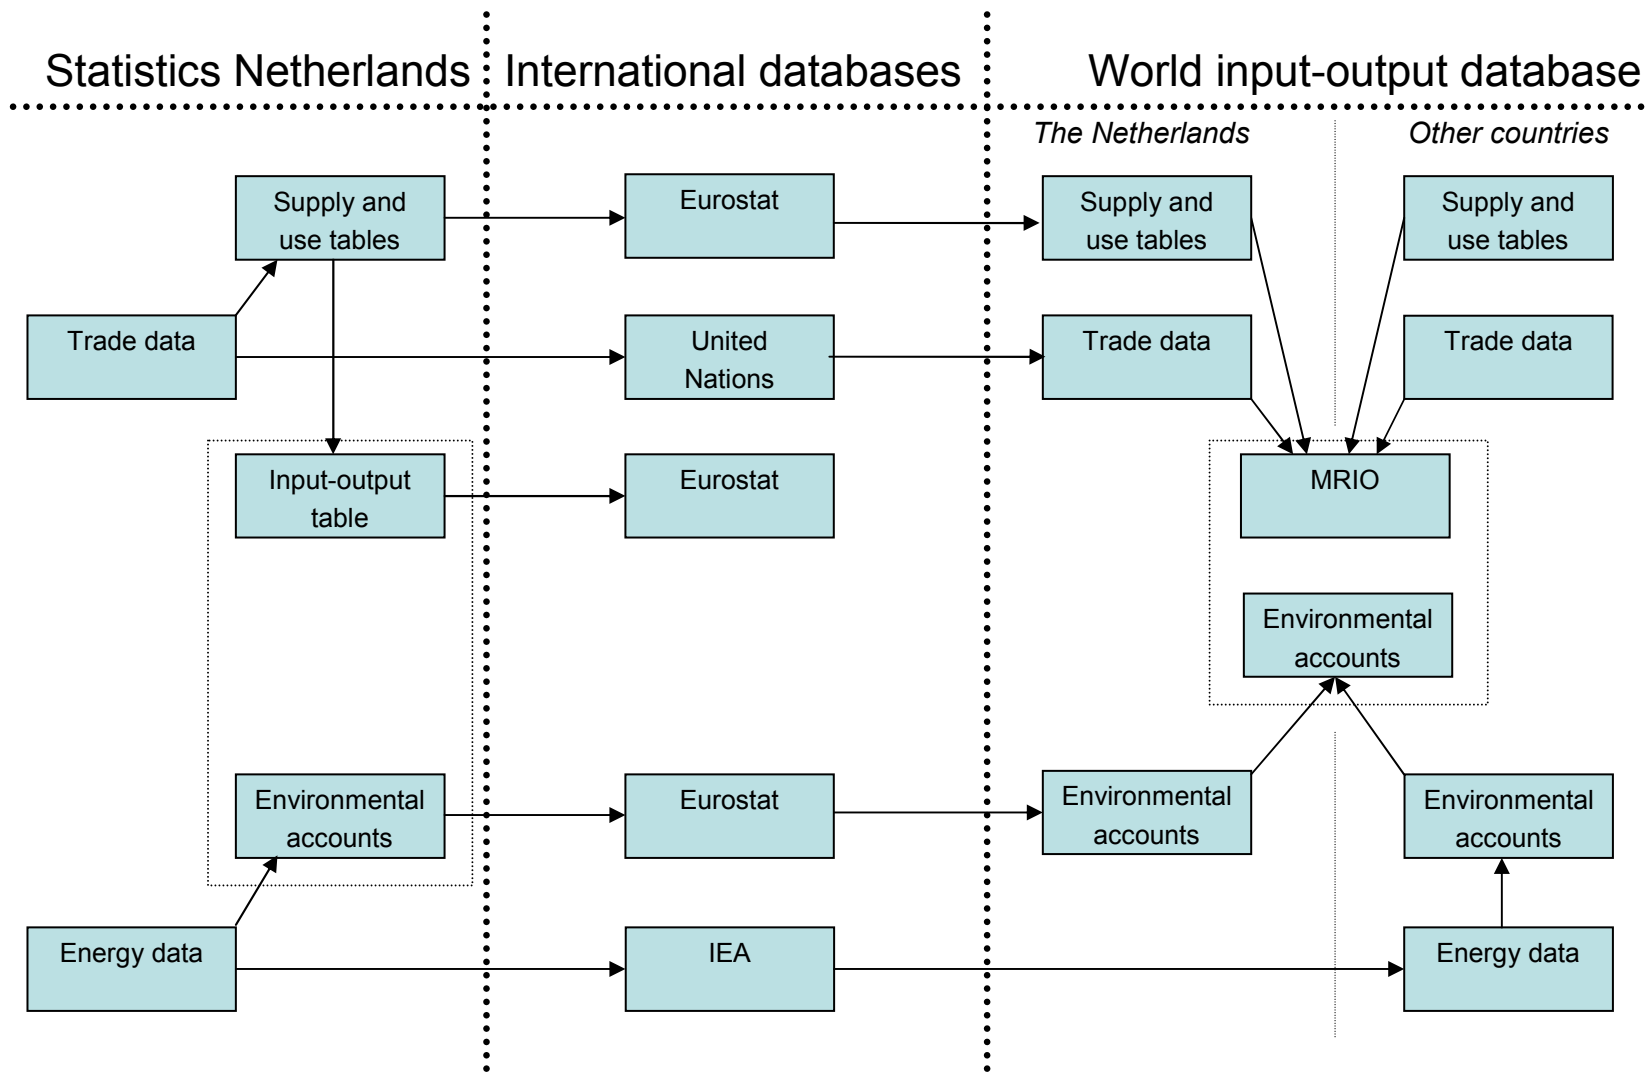 Statistics Netherlands
International databases
World input-output database
The Netherlands
Other countries
Supply and
use tables
Eurostat
Supply and
use tables
Supply and
use tables
Trade data
United
Nations
Trade data
Trade data
Input-output
table
Eurostat
MRIO
Environmental
accounts
Environmental
accounts
Eurostat
Environmental
accounts
Environmental
accounts
Energy data
IEA
Energy data